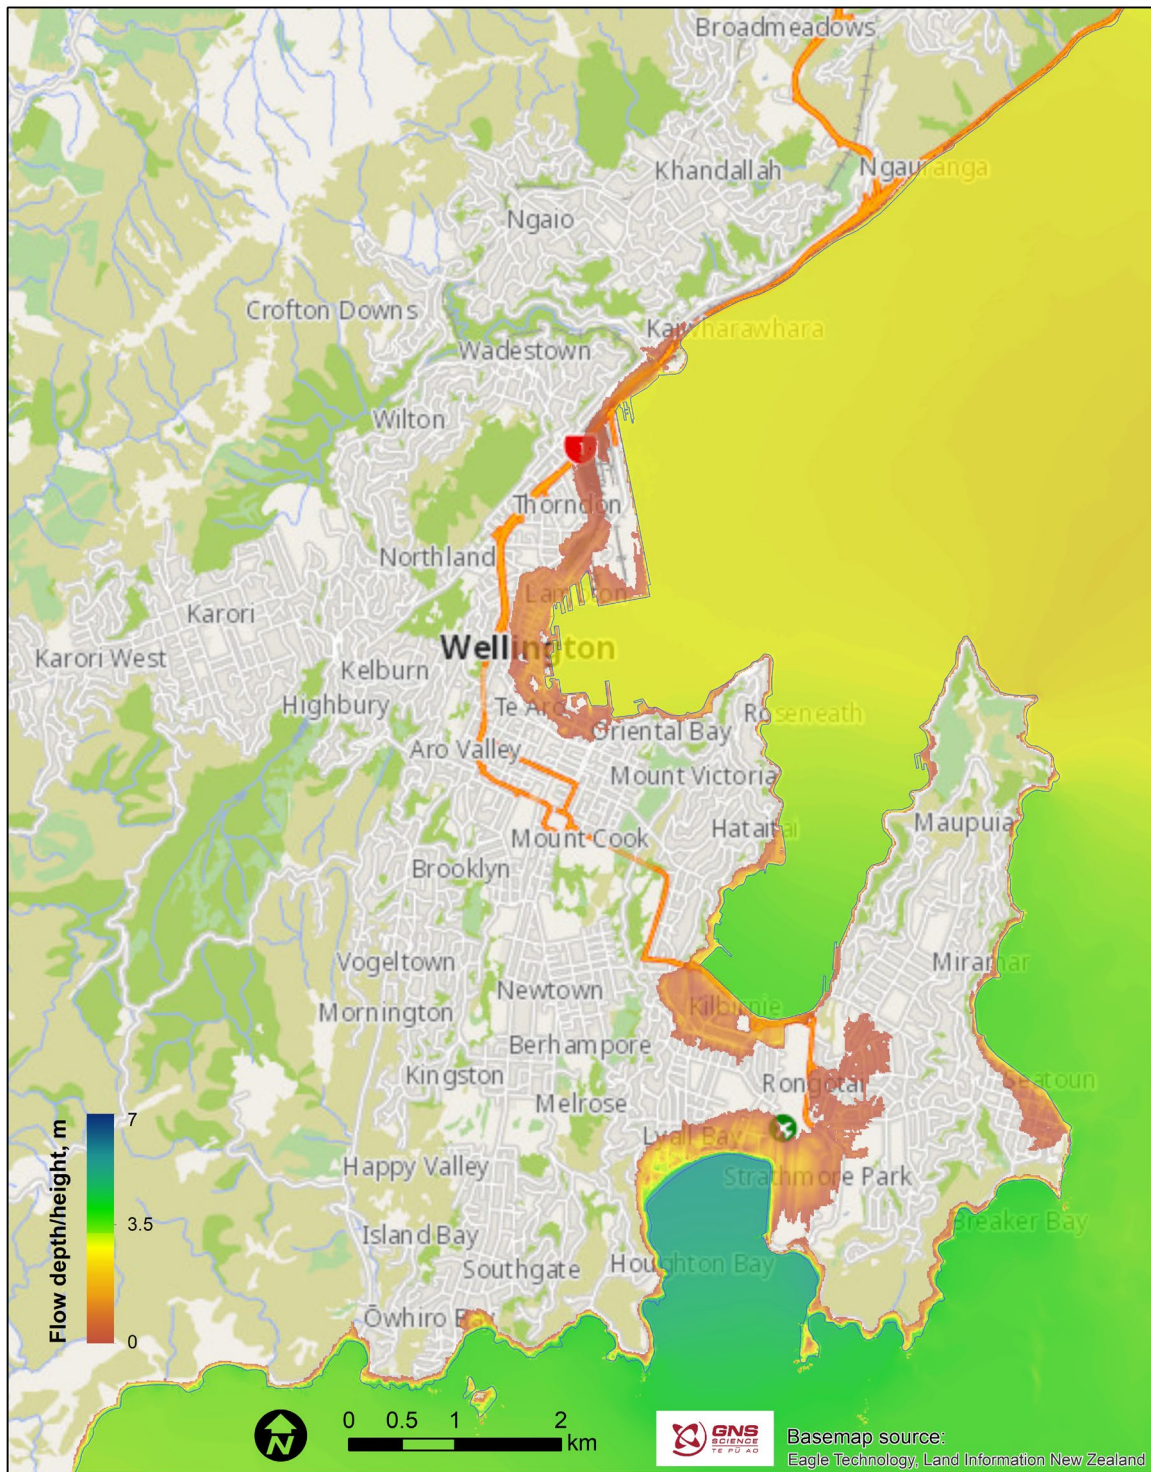 Broadmeadows
Khandallah
Ngauranga
Ngaio
Crofton Downs
Kaiwharawhara
Wadestown
Wilton
1
Thorndon
Northland
Lambton
Karori
Wellington
Karori West
Kelburn
Highbury
Te Aro
Roseneath
Oriental Bay
Aro Valley
Mount Victoria
Maupuia
Hataitai
Mount Cook
Brooklyn
Vogeltown
Miramar
Newtown
Kilbirnie
Mornington
Berhampore
Kingston
Rongotai
Seatoun
Melrose
Lyall Bay
Happy Valley
Strathmore Park
Breaker Bay
Island Bay
Houghton Bay
Southgate
Ōwhiro Bay
Flow depth/height, m
7
3.5
0
N
0 0.5 1 2
km
GNS
SCIENCE
TE PŪ AO
Basemap source:
Eagle Technology, Land Information New Zealand